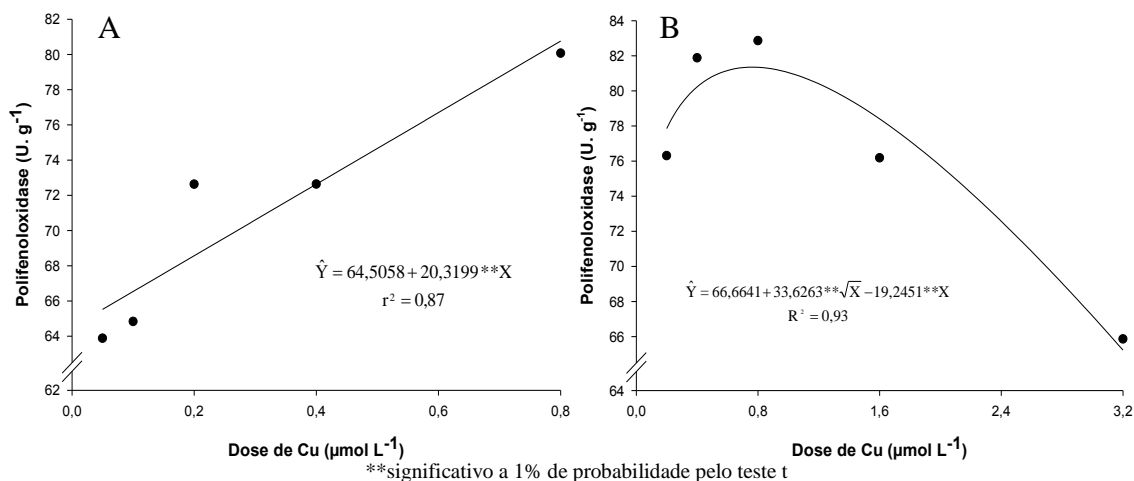 A
Polifenoloxidase (U. g⁻¹)
82
80
78
76
74
72
70
68
66
64
62
0,0
0,2
0,4
0,6
0,8
Ŷ = 64,5058 + 20,3199**X
r² = 0,87
Dose de Cu (µmol L⁻¹)
B
Polifenoloxidase (U. g⁻¹)
84
82
80
78
76
74
72
70
68
66
64
0,0
0,8
1,6
2,4
3,2
Ŷ = 66,6641 + 33,6263**√X − 19,2451**X
R² = 0,93
Dose de Cu (µmol L⁻¹)
**significativo a 1% de probabilidade pelo teste t